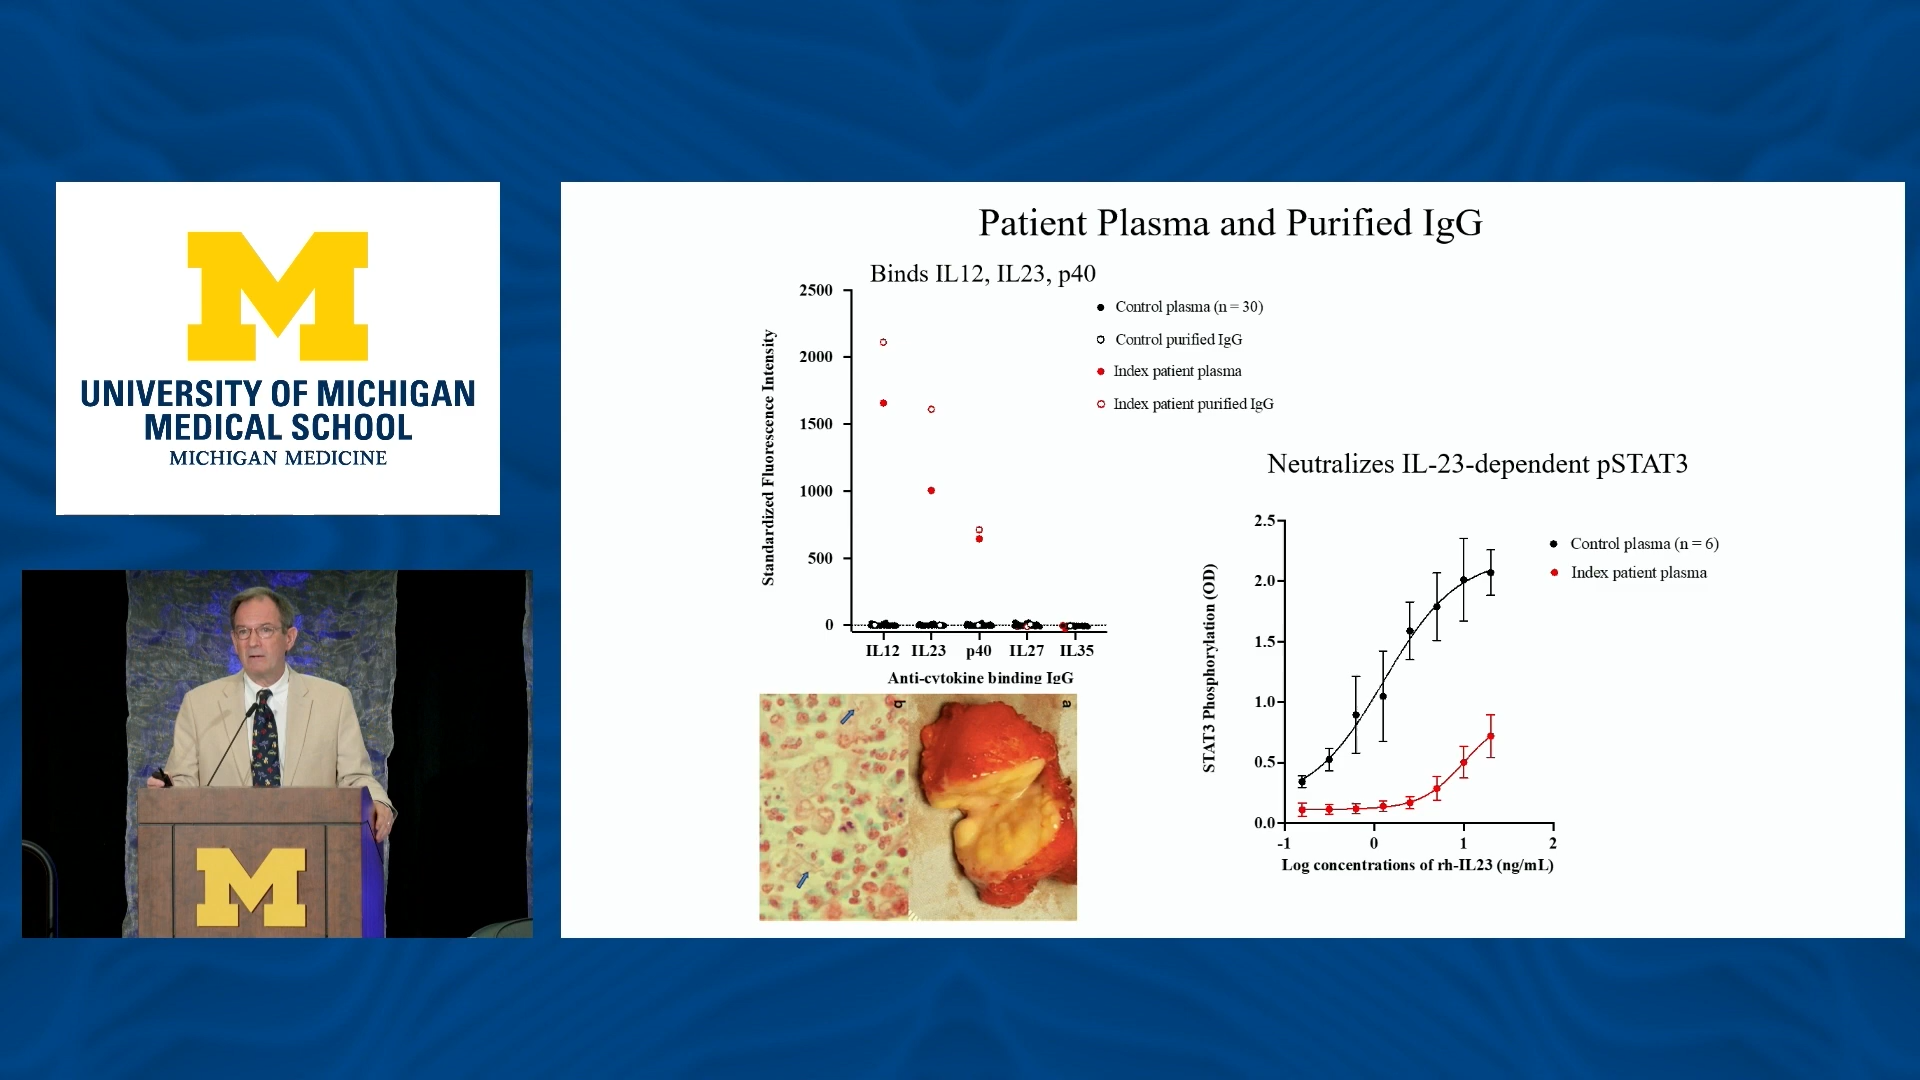 M
UNIVERSITY OF MICHIGAN
MEDICAL SCHOOL
MICHIGAN MEDICINE
M
Patient Plasma and Purified IgG
Binds IL12, IL23, p40
Standardized Fluorescence Intensity
2500
2000
1500
1000
500
0
IL12 IL23 p40 IL27 IL35
Anti-cytokine binding IgG
Control plasma (n = 30)
Control purified IgG
Index patient plasma
Index patient purified IgG
b
a
Neutralizes IL-23-dependent pSTAT3
STAT3 Phosphorylation (OD)
2.5
2.0
1.5
1.0
0.5
0.0
-1 0 1 2
Log concentrations of rh-IL23 (ng/mL)
Control plasma (n = 6)
Index patient plasma